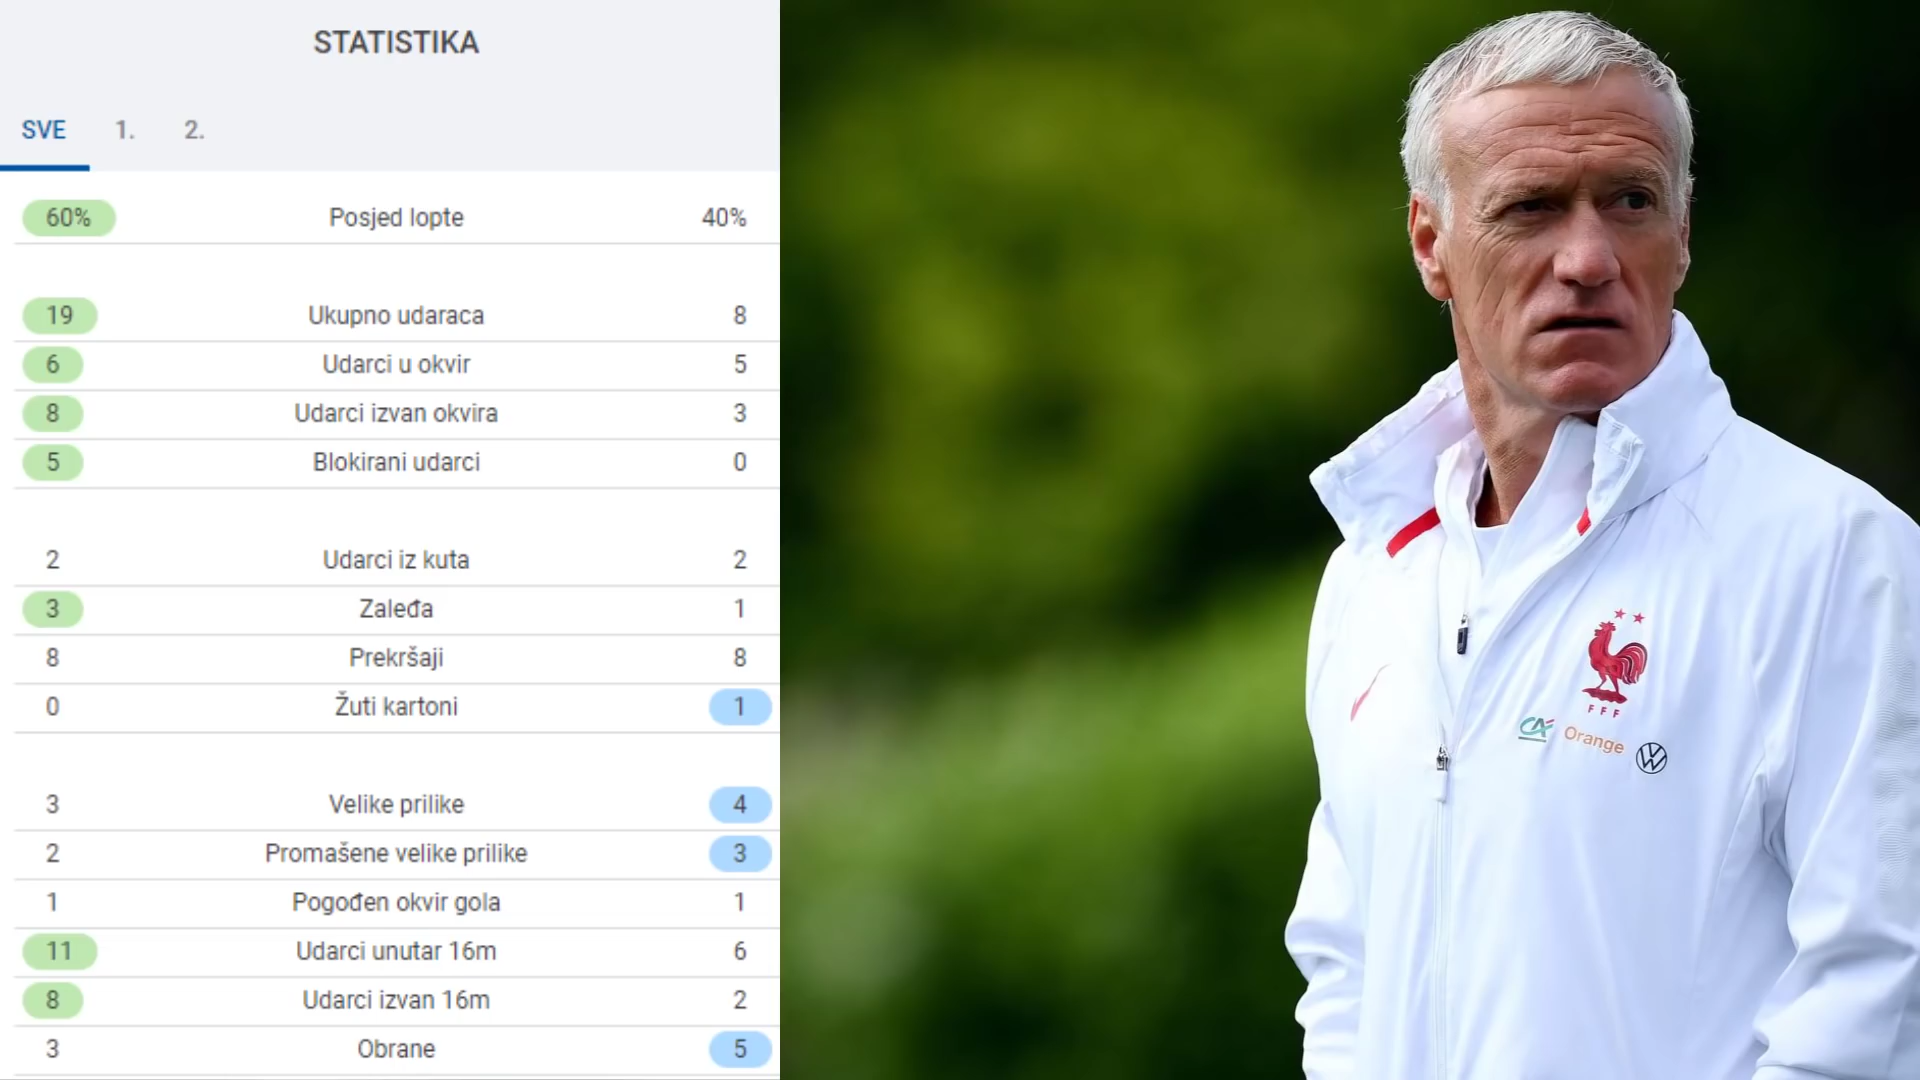 STATISTIKA
SVE 1. 2.
60% Posjed lopte 40%
19 Ukupno udaraca 8
6 Udarci u okvir 5
8 Udarci izvan okvira 3
5 Blokirani udarci 0
2 Udarci iz kuta 2
3 Zaleđa 1
8 Prekršaji 8
0 Žuti kartoni 1
3 Velike prilike 4
2 Promašene velike prilike 3
1 Pogođen okvir gola 1
11 Udarci unutar 16m 6
8 Udarci izvan 16m 2
3 Obrane 5
FFF
CA Orange VW